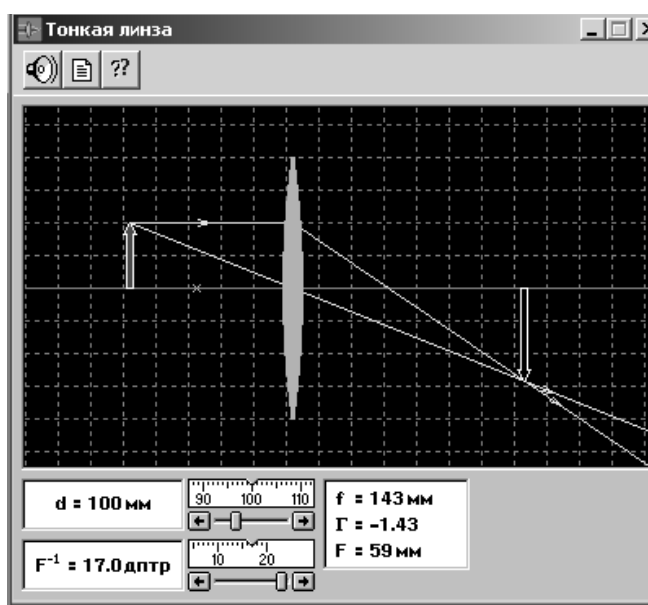 Тонкая линза
??
d = 100 мм
90 100 110
F⁻¹ = 17.0 дптр
10 20
f = 143 мм
Г = -1.43
F = 59 мм